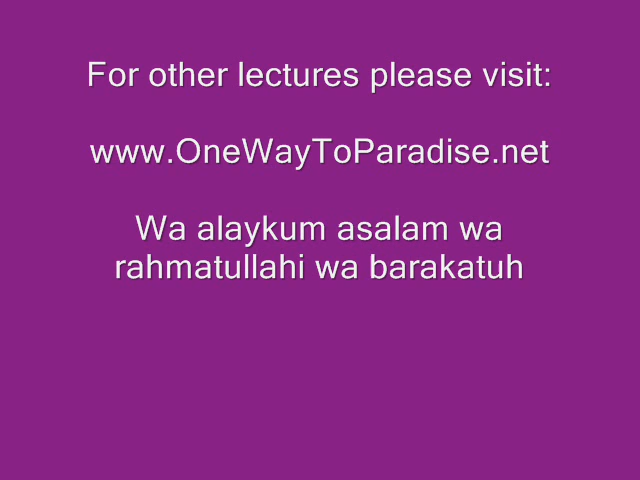 For other lectures please visit:
www.OneWayToParadise.net
Wa alaykum asalam wa
rahmatullahi wa barakatuh